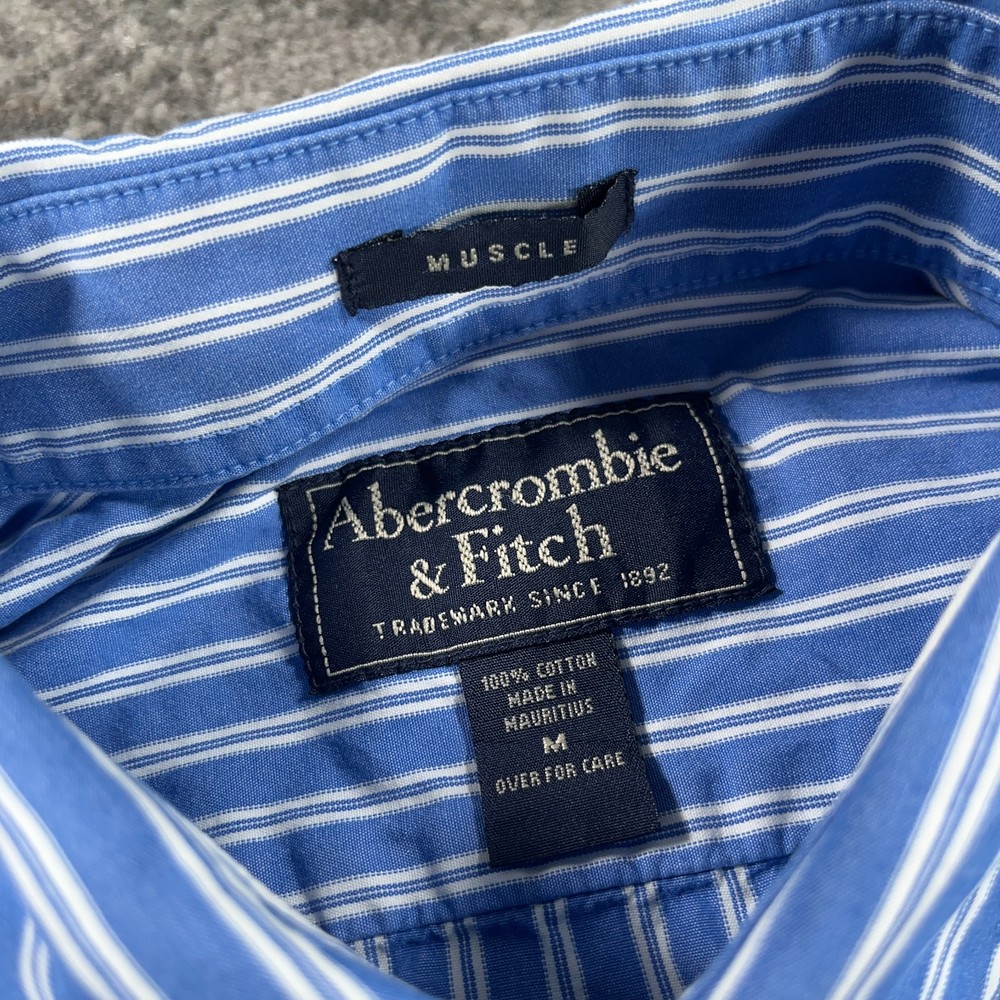 MUSCLE
Abercrombie
& Fitch
TRADEMARK SINCE 1892
100% COTTON
MADE IN
MAURITIUS
M
OVER FOR CARE